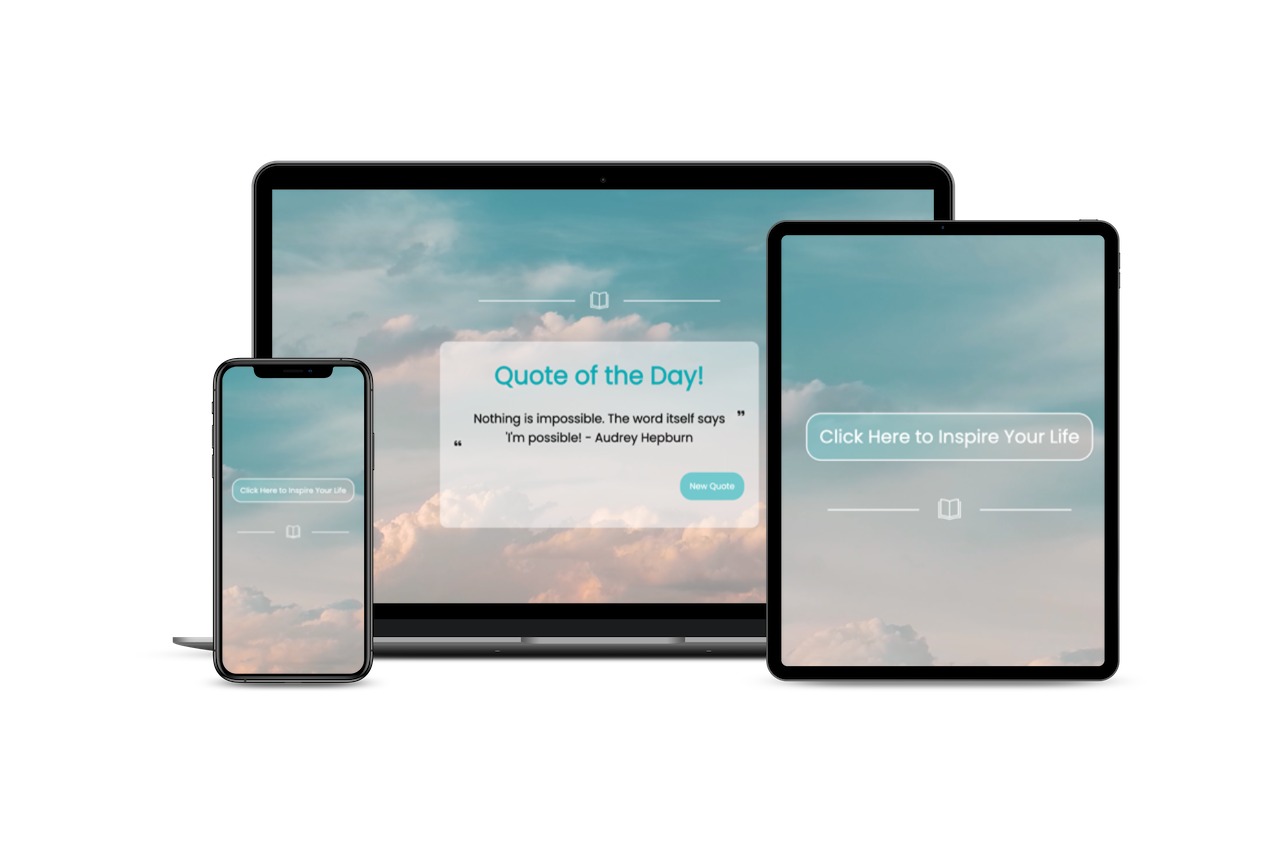 Quote of the Day!
Nothing is impossible. The word itself says ”
“ 'I'm possible! - Audrey Hepburn
New Quote
Click Here to Inspire Your Life
Click Here to Inspire Your Life